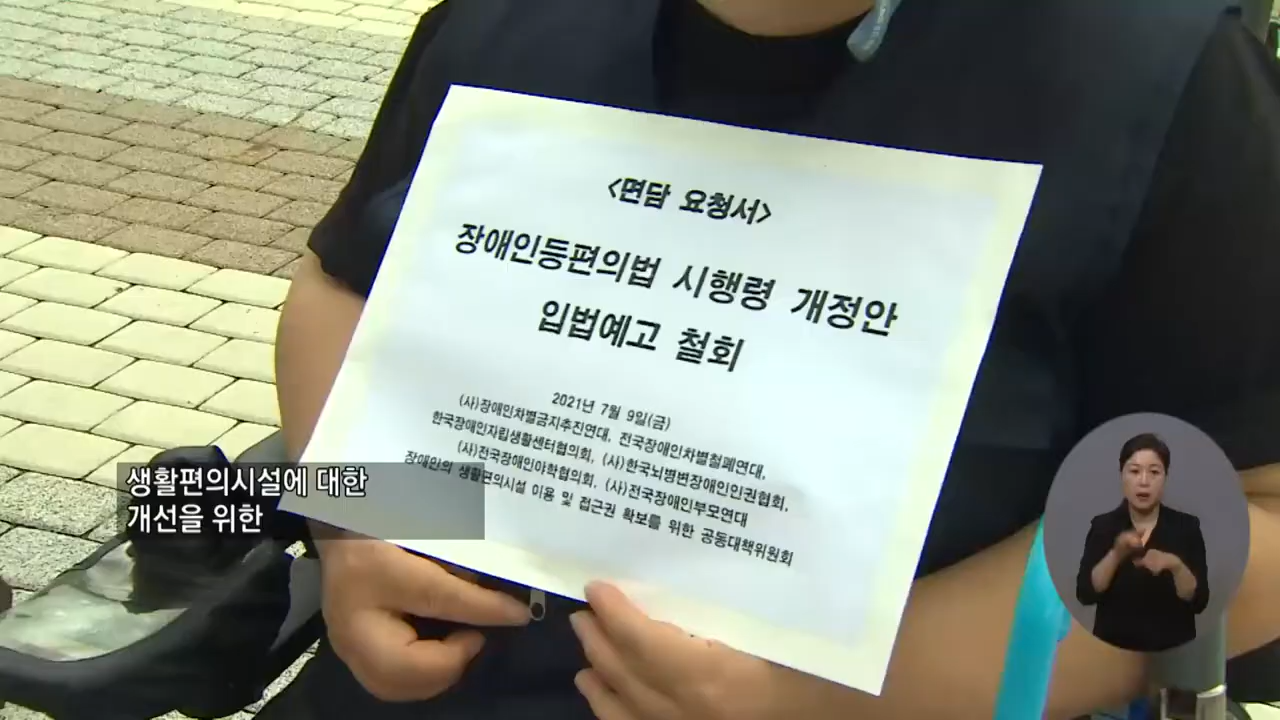 <면담 요청서>
장애인등편의법 시행령 개정안
입법예고 철회
2021년 7월 9일(금)
(사)장애인차별금지추진연대, 전국장애인차별철폐연대,
한국장애인자립생활센터협의회, (사)한국뇌병변장애인인권협회,
(사)전국장애인야학협의회, (사)전국장애인부모연대
장애인의 생활편의시설 이용 및 접근권 확보를 위한 공동대책위원회
생활편의시설에 대한
개선을 위한